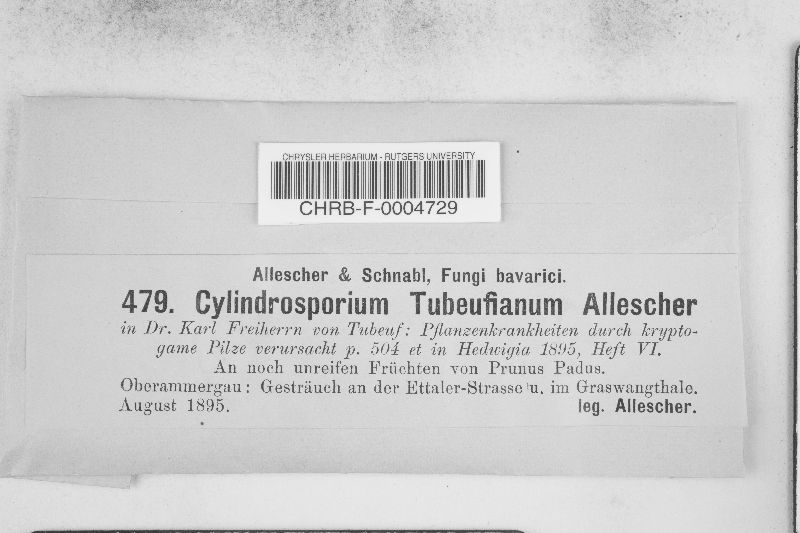 CHRYSLER HERBARIUM - RUTGERS UNIVERSITY
CHRB-F-0004729
Allescher & Schnabl, Fungi bavarici.
479. Cylindrosporium Tubeufianum Allescher
in Dr. Karl Freiherrn von Tubeuf: Pflanzenkrankheiten durch krypto-
game Pilze verursacht p. 504 et in Hedwigia 1895, Heft VI.
An noch unreifen Früchten von Prunus Padus.
Oberammergau: Gesträuch an der Ettaler-Strasse u. im Graswangthale.
August 1895. leg. Allescher.